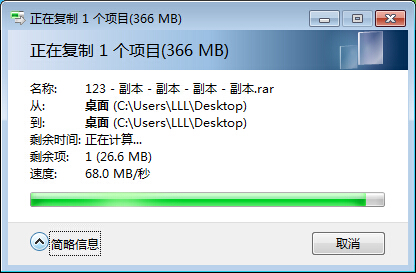 正在复制 1 个项目(366 MB)
正在复制 1 个项目(366 MB)
名称: 123 - 副本 - 副本 - 副本 - 副本.rar
从: 桌面 (C:\Users\LLL\Desktop)
到: 桌面 (C:\Users\LLL\Desktop)
剩余时间: 正在计算...
剩余项: 1 (26.6 MB)
速度: 68.0 MB/秒
简略信息 取消